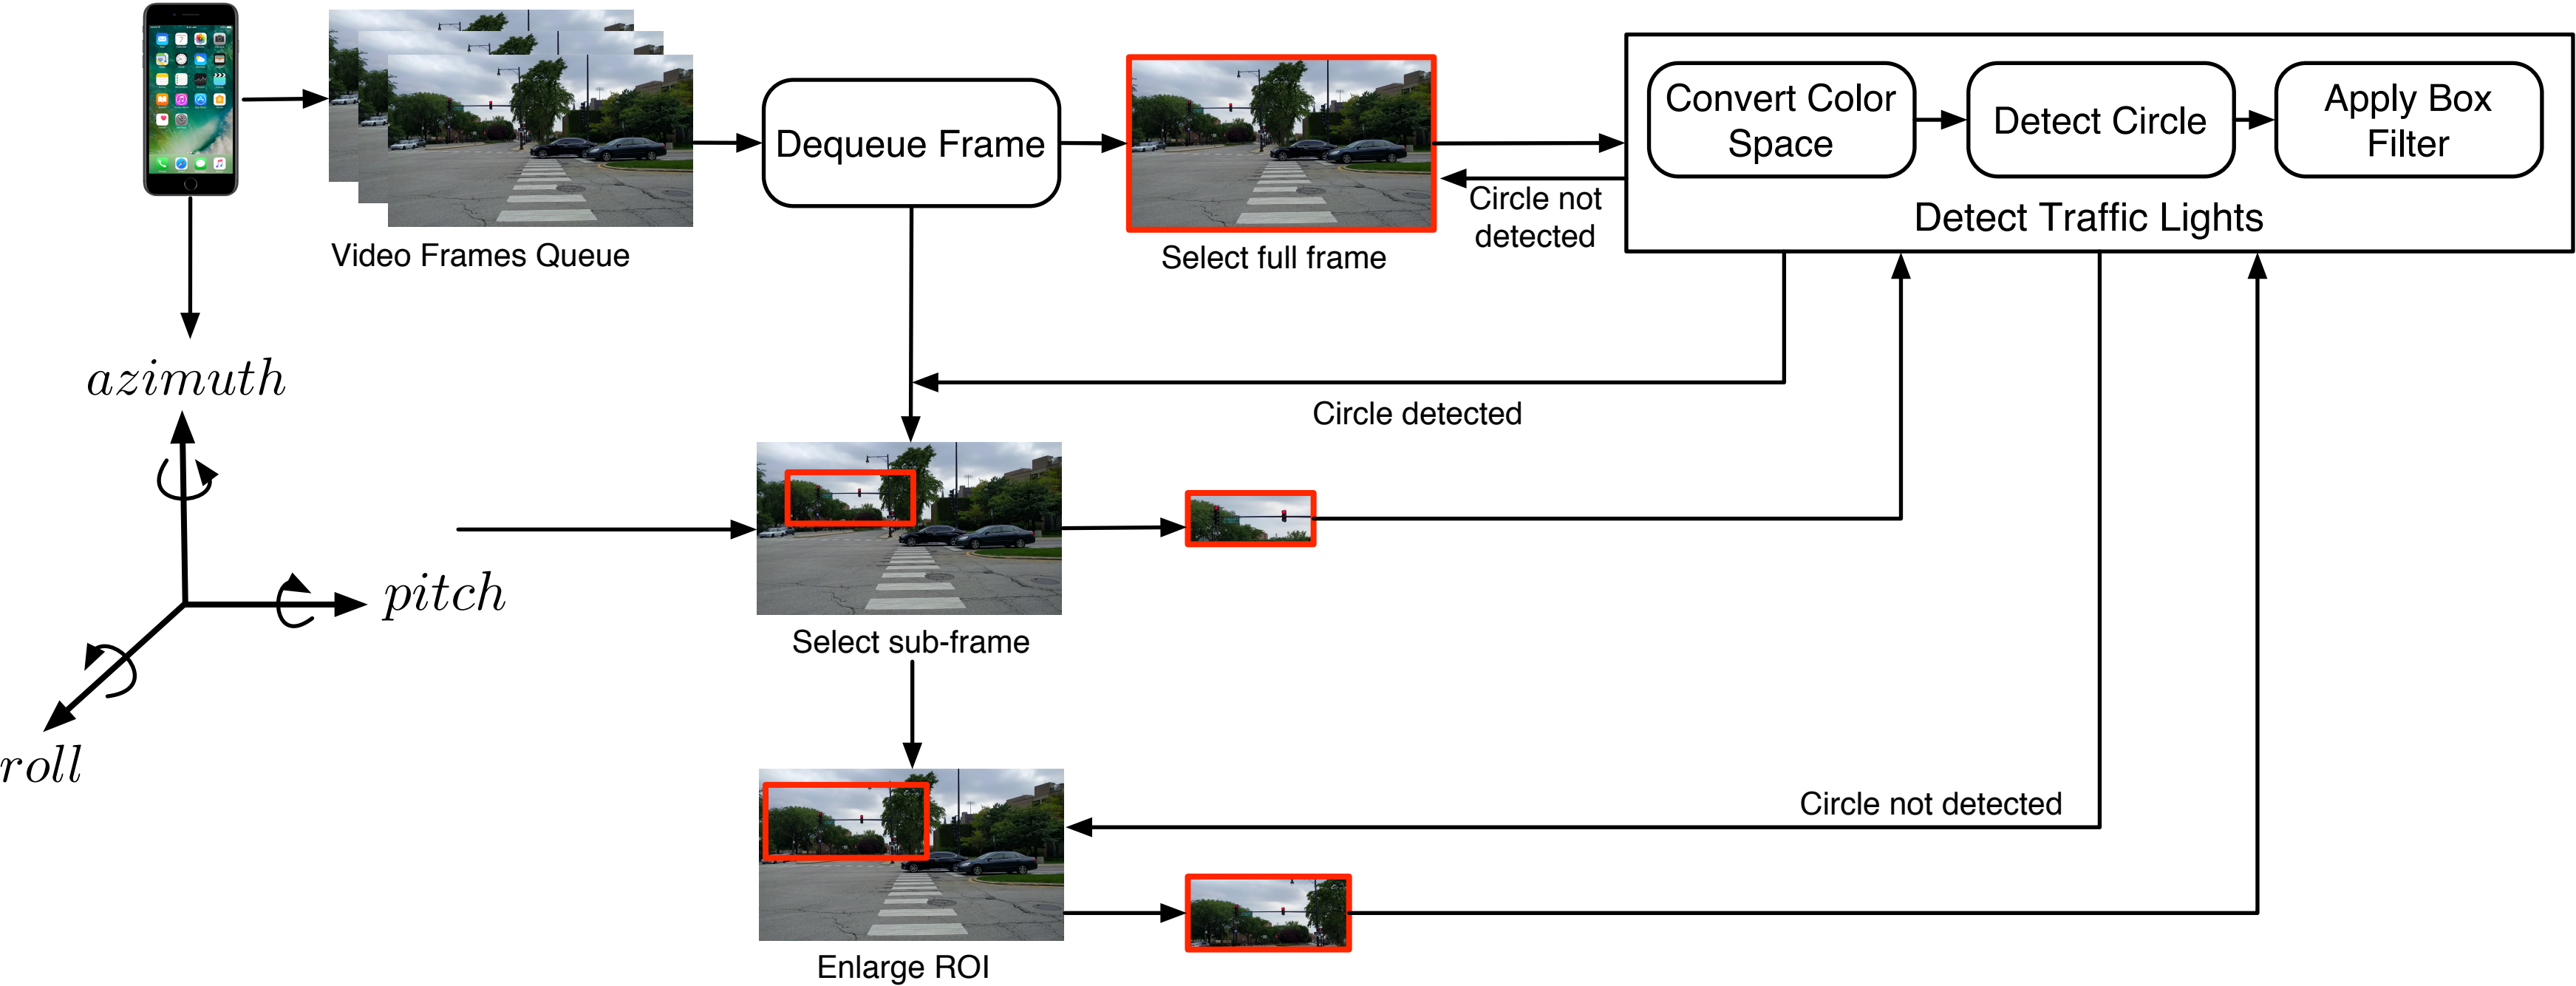 Video Frames Queue
Dequeue Frame
Select full frame
Circle not
detected
Convert Color
Space
Detect Circle
Apply Box
Filter
Detect Traffic Lights
azimuth
pitch
roll
Circle detected
Select sub-frame
Circle not detected
Enlarge ROI